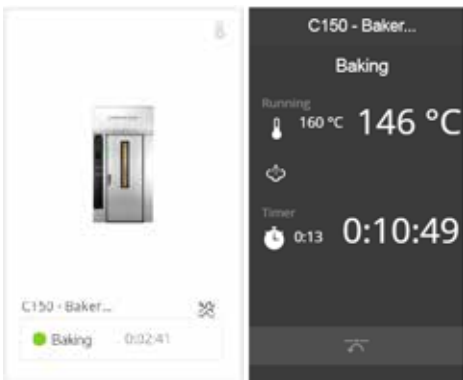 C150 - Baker...
Baking 0:02:41
C150 - Baker...
Baking
Running
160 °C 146 °C
Timer
0:13 0:10:49